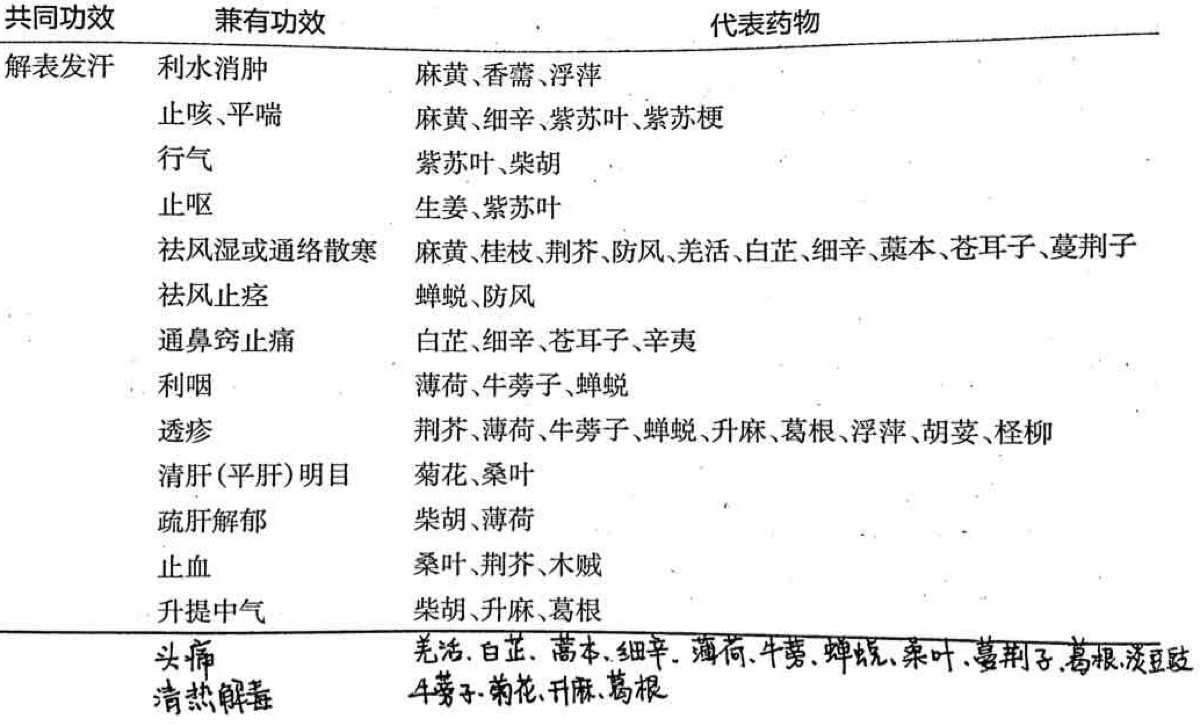 共同功效 兼有功效 代表药物
解表发汗 利水消肿 麻黄、香薷、浮萍
止咳、平喘 麻黄、细辛、紫苏叶、紫苏梗
行气 紫苏叶、柴胡
止呕 生姜、紫苏叶
祛风湿或通络散寒 麻黄、桂枝、荆芥、防风、羌活、白芷、细辛、藁本、苍耳子、蔓荆子
祛风止痉 蝉蜕、防风
通鼻窍止痛 白芷、细辛、苍耳子、辛夷
利咽 薄荷、牛蒡子、蝉蜕
透疹 荆芥、薄荷、牛蒡子、蝉蜕、升麻、葛根、浮萍、胡荽、柽柳
清肝(平肝)明目 菊花、桑叶
疏肝解郁 柴胡、薄荷
止血 桑叶、荆芥、木贼
升提中气 柴胡、升麻、葛根
头痛 羌活、白芷、蒿本、细辛、薄荷、牛蒡、蝉蜕、桑叶、蔓荆子、葛根、淡豆豉
清热解毒 牛蒡子、菊花、升麻、葛根